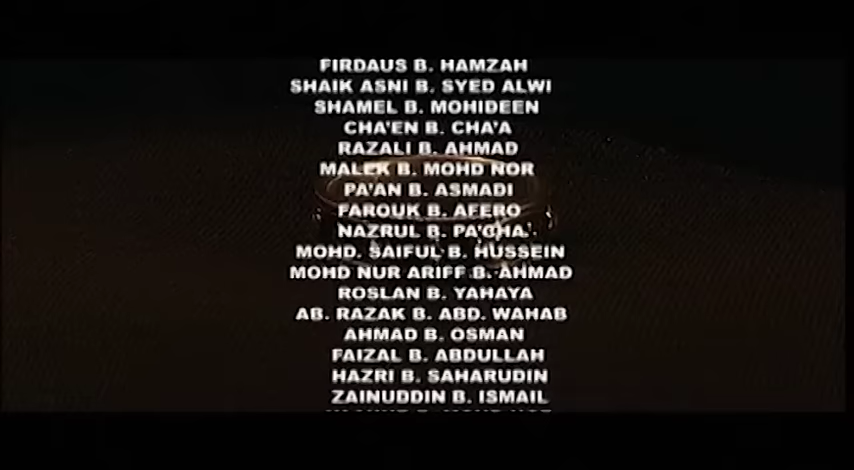 FIRDAUS B. HAMZAH
SHAIK ASNI B. SYED ALWI
SHAMEL B. MOHIDEEN
CHA'EN B. CHA'A
RAZALI B. AHMAD
MALEK B. MOHD NOR
PA'AN B. ASMADI
FAROUK B. AFERO
NAZRUL B. PA'CHA
MOHD. SAIFUL B. HUSSEIN
MOHD NUR ARIFF B. AHMAD
ROSLAN B. YAHAYA
AB. RAZAK B. ABD. WAHAB
AHMAD B. OSMAN
FAIZAL B. ABDULLAH
HAZRI B. SAHARUDIN
ZAINUDDIN B. ISMAIL